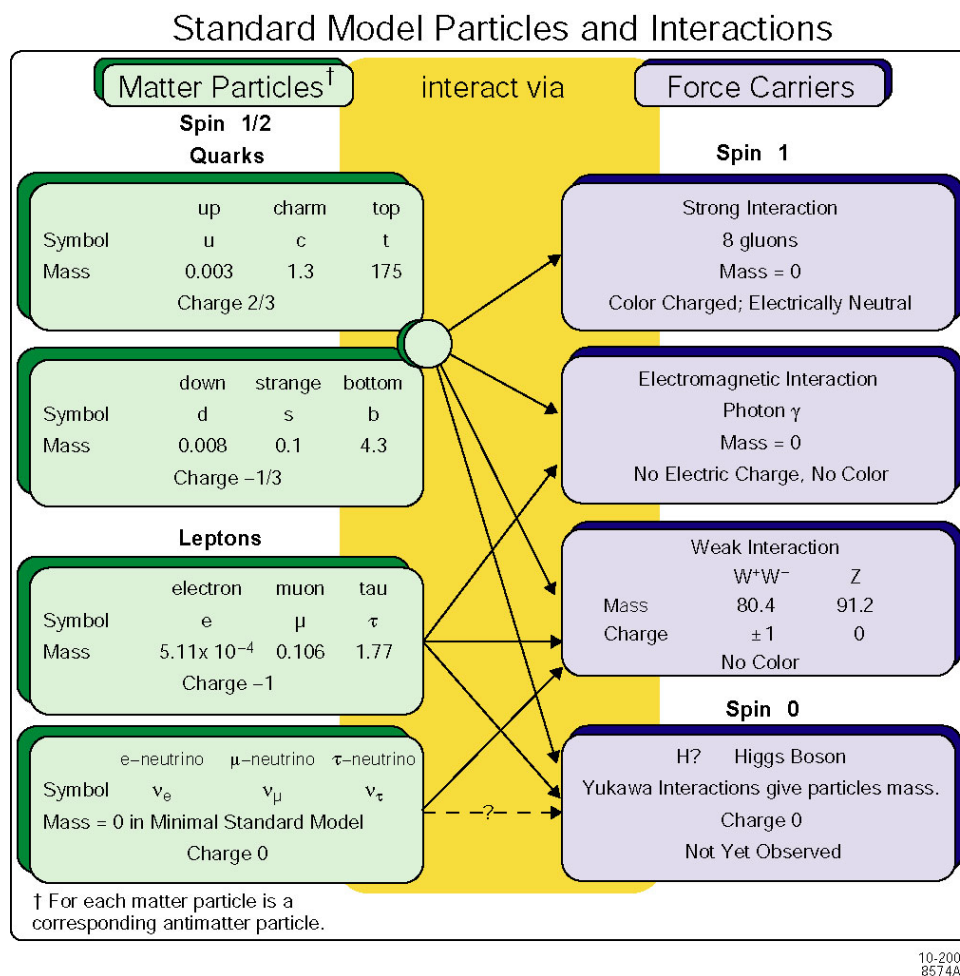 Standard Model Particles and Interactions
Matter Particles† interact via Force Carriers
Spin 1/2
Quarks
up charm top
Symbol u c t
Mass 0.003 1.3 175
Charge 2/3
down strange bottom
Symbol d s b
Mass 0.008 0.1 4.3
Charge –1/3
Leptons
electron muon tau
Symbol e μ τ
Mass 5.11x 10⁻⁴ 0.106 1.77
Charge –1
e–neutrino μ–neutrino τ–neutrino
Symbol νₑ ν_μ ν_τ
Mass = 0 in Minimal Standard Model
Charge 0
† For each matter particle is a
corresponding antimatter particle.
?
Spin 1
Strong Interaction
8 gluons
Mass = 0
Color Charged; Electrically Neutral
Electromagnetic Interaction
Photon γ
Mass = 0
No Electric Charge, No Color
Weak Interaction
W⁺W⁻ Z
Mass 80.4 91.2
Charge ±1 0
No Color
Spin 0
H? Higgs Boson
Yukawa Interactions give particles mass.
Charge 0
Not Yet Observed
10-200
8574A